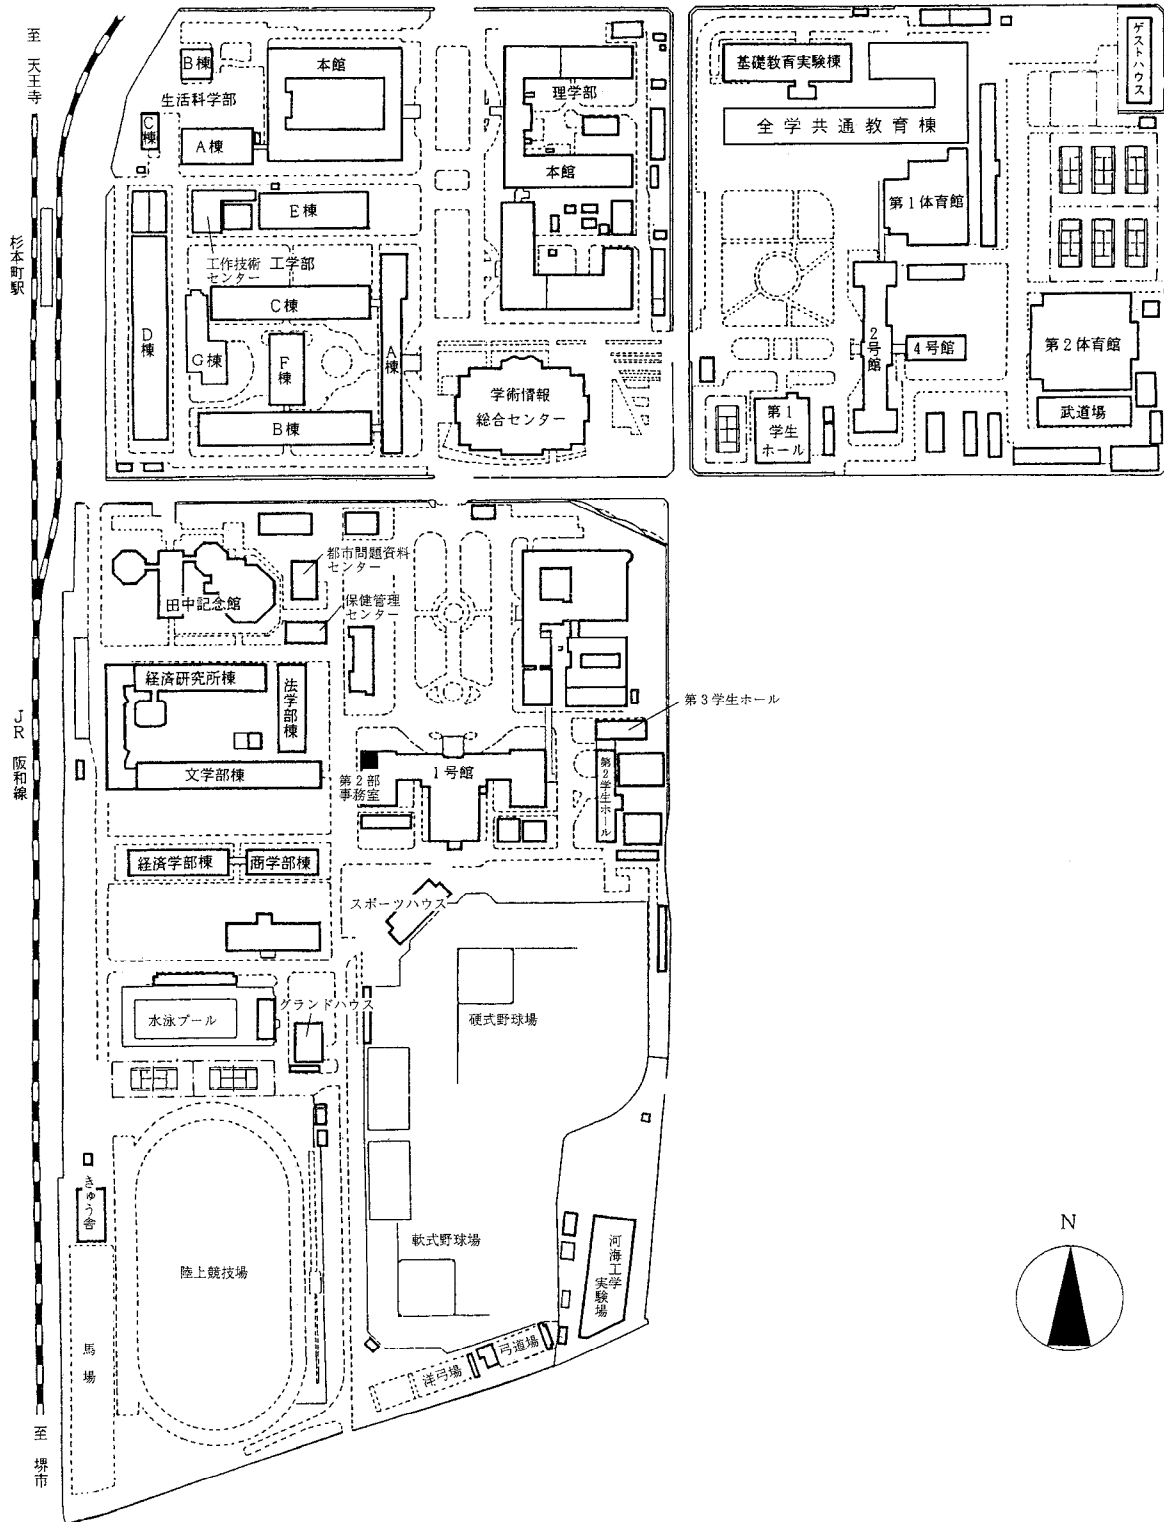 至 天王寺
杉本町駅
JR 阪和線
至 堺市
B棟
生活科学部
C棟
A棟
本館
理学部
本館
E棟
工作技術
センター
工学部
C棟
D棟
G棟
F棟
A棟
B棟
学術情報
総合センター
基礎教育実験棟
全学共通教育棟
ゲストハウス
第1体育館
2号館
4号館
第2体育館
武道場
第1
学生
ホール
都市問題資料
センター
田中記念館
保健管理
センター
経済研究所棟
法学部棟
文学部棟
第2部
事務室
1号館
第3学生ホール
第2学生ホール
経済学部棟
商学部棟
スポーツハウス
グランドハウス
水泳プール
硬式野球場
きゅう舎
陸上競技場
軟式野球場
河海工学
実験場
馬場
洋弓場
弓道場
N